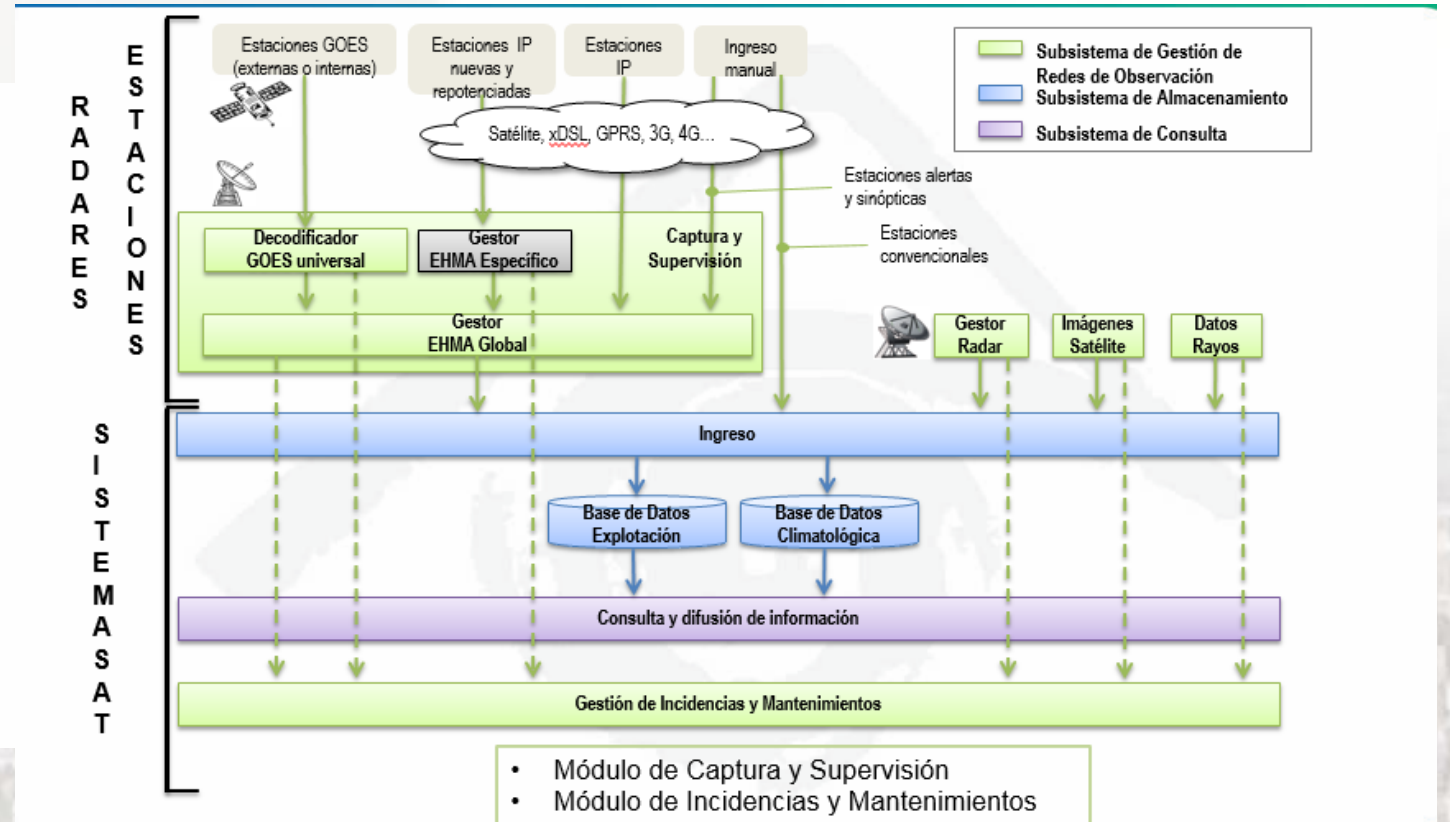 RADARES
ESTACIONES
Estaciones GOES
(externas o internas)
Estaciones IP
nuevas y
repotenciadas
Estaciones
IP
Ingreso
manual
Subsistema de Gestión de
Redes de Observación
Subsistema de Almacenamiento
Subsistema de Consulta
Satélite, xDSL, GPRS, 3G, 4G...
Estaciones alertas
y sinópticas
Estaciones
convencionales
Decodificador
GOES universal
Gestor
EHMA Específico
Captura y
Supervisión
Gestor
EHMA Global
Gestor
Radar
Imágenes
Satélite
Datos
Rayos
SISTEMASAT
Ingreso
Base de Datos
Explotación
Base de Datos
Climatológica
Consulta y difusión de información
Gestión de Incidencias y Mantenimientos
• Módulo de Captura y Supervisión
• Módulo de Incidencias y Mantenimientos